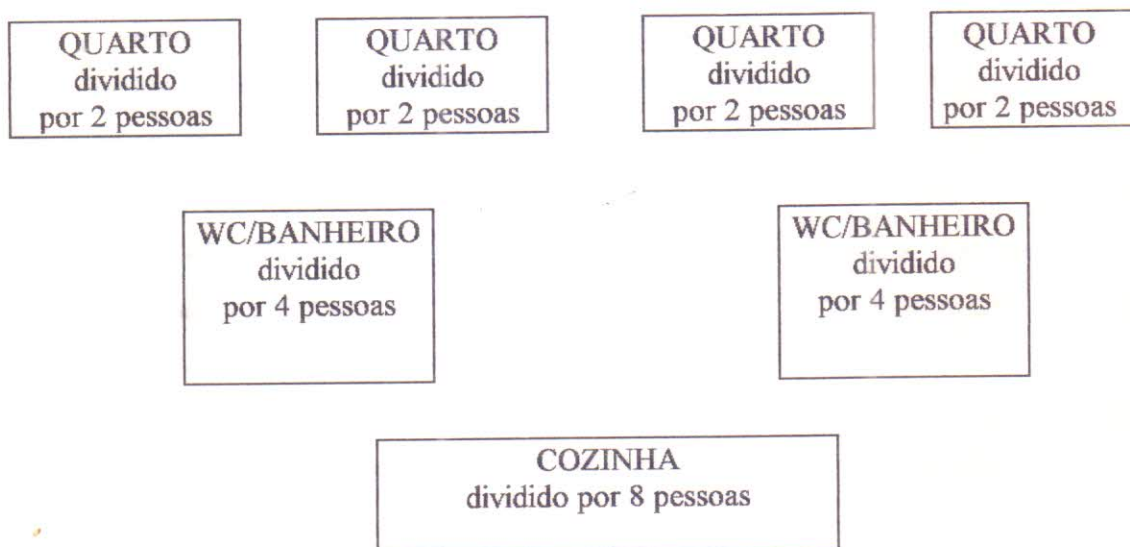 QUARTO
dividido
por 2 pessoas
QUARTO
dividido
por 2 pessoas
QUARTO
dividido
por 2 pessoas
QUARTO
dividido
por 2 pessoas
WC/BANHEIRO
dividido
por 4 pessoas
WC/BANHEIRO
dividido
por 4 pessoas
COZINHA
dividido por 8 pessoas